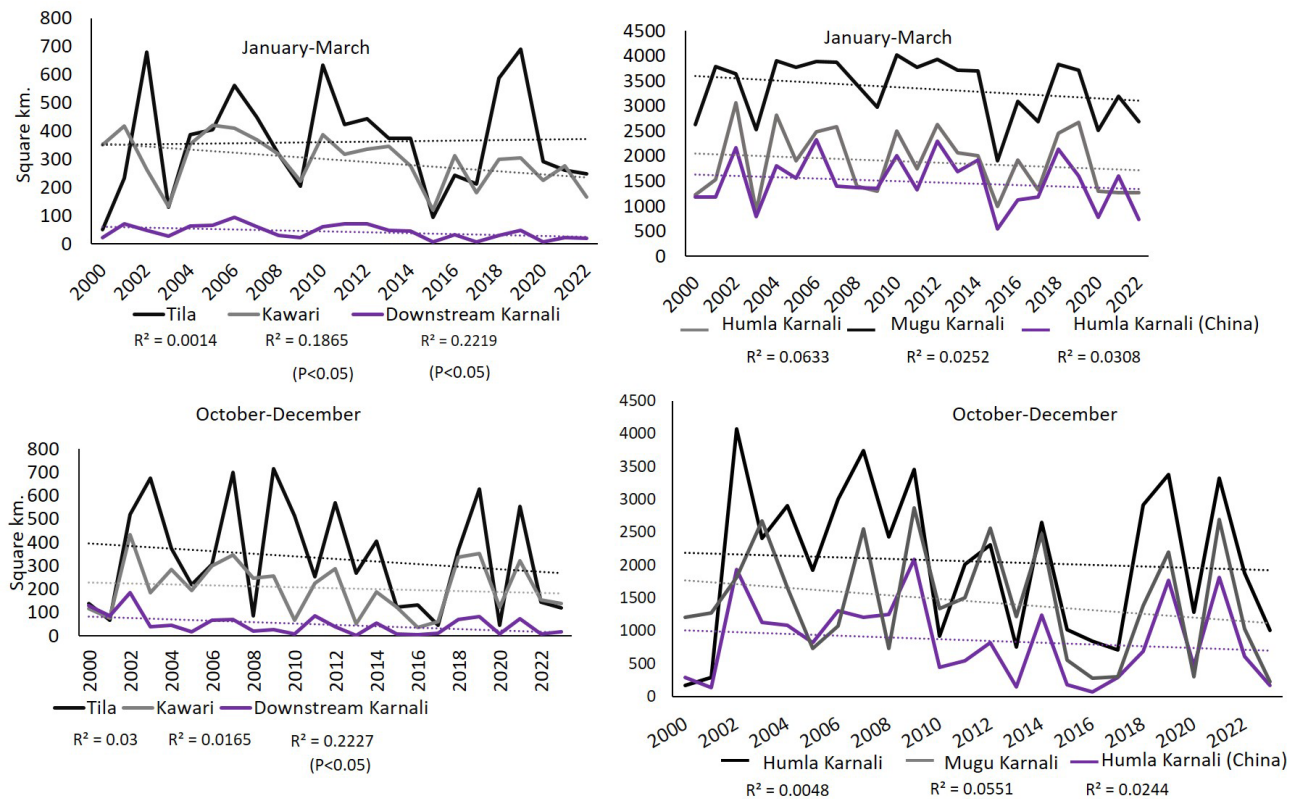 January-March
800
700
600
500
400
300
200
100
0
Square km.
2000 2002 2004 2006 2008 2010 2012 2014 2016 2018 2020 2022
Tila Kawari Downstream Karnali
R² = 0.0014 R² = 0.1865 R² = 0.2219
(P<0.05) (P<0.05)
January-March
4500
4000
3500
3000
2500
2000
1500
1000
500
0
2000 2002 2004 2006 2008 2010 2012 2014 2016 2018 2020 2022
Humla Karnali Mugu Karnali Humla Karnali (China)
R² = 0.0633 R² = 0.0252 R² = 0.0308
October-December
800
700
600
500
400
300
200
100
0
Square km.
2000 2002 2004 2006 2008 2010 2012 2014 2016 2018 2020 2022
Tila Kawari Downstream Karnali
R² = 0.03 R² = 0.0165 R² = 0.2227
(P<0.05)
October-December
4500
4000
3500
3000
2500
2000
1500
1000
500
0
2000 2002 2004 2006 2008 2010 2012 2014 2016 2018 2020 2022
Humla Karnali Mugu Karnali Humla Karnali (China)
R² = 0.0048 R² = 0.0551 R² = 0.0244